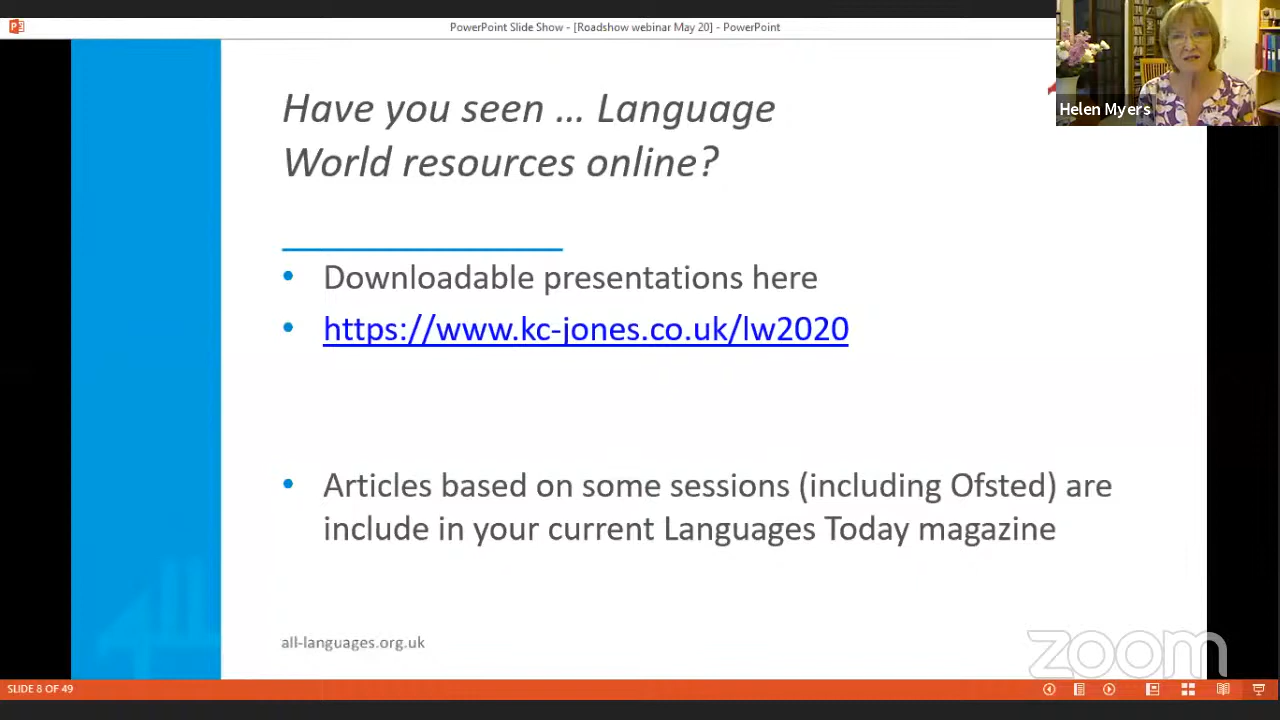 PowerPoint Slide Show - [Roadshow webinar May 20] - PowerPoint
Helen Myers
Have you seen ... Language
World resources online?
• Downloadable presentations here
• https://www.kc-jones.co.uk/lw2020
• Articles based on some sessions (including Ofsted) are
include in your current Languages Today magazine
all-languages.org.uk
zoom
SLIDE 8 OF 49